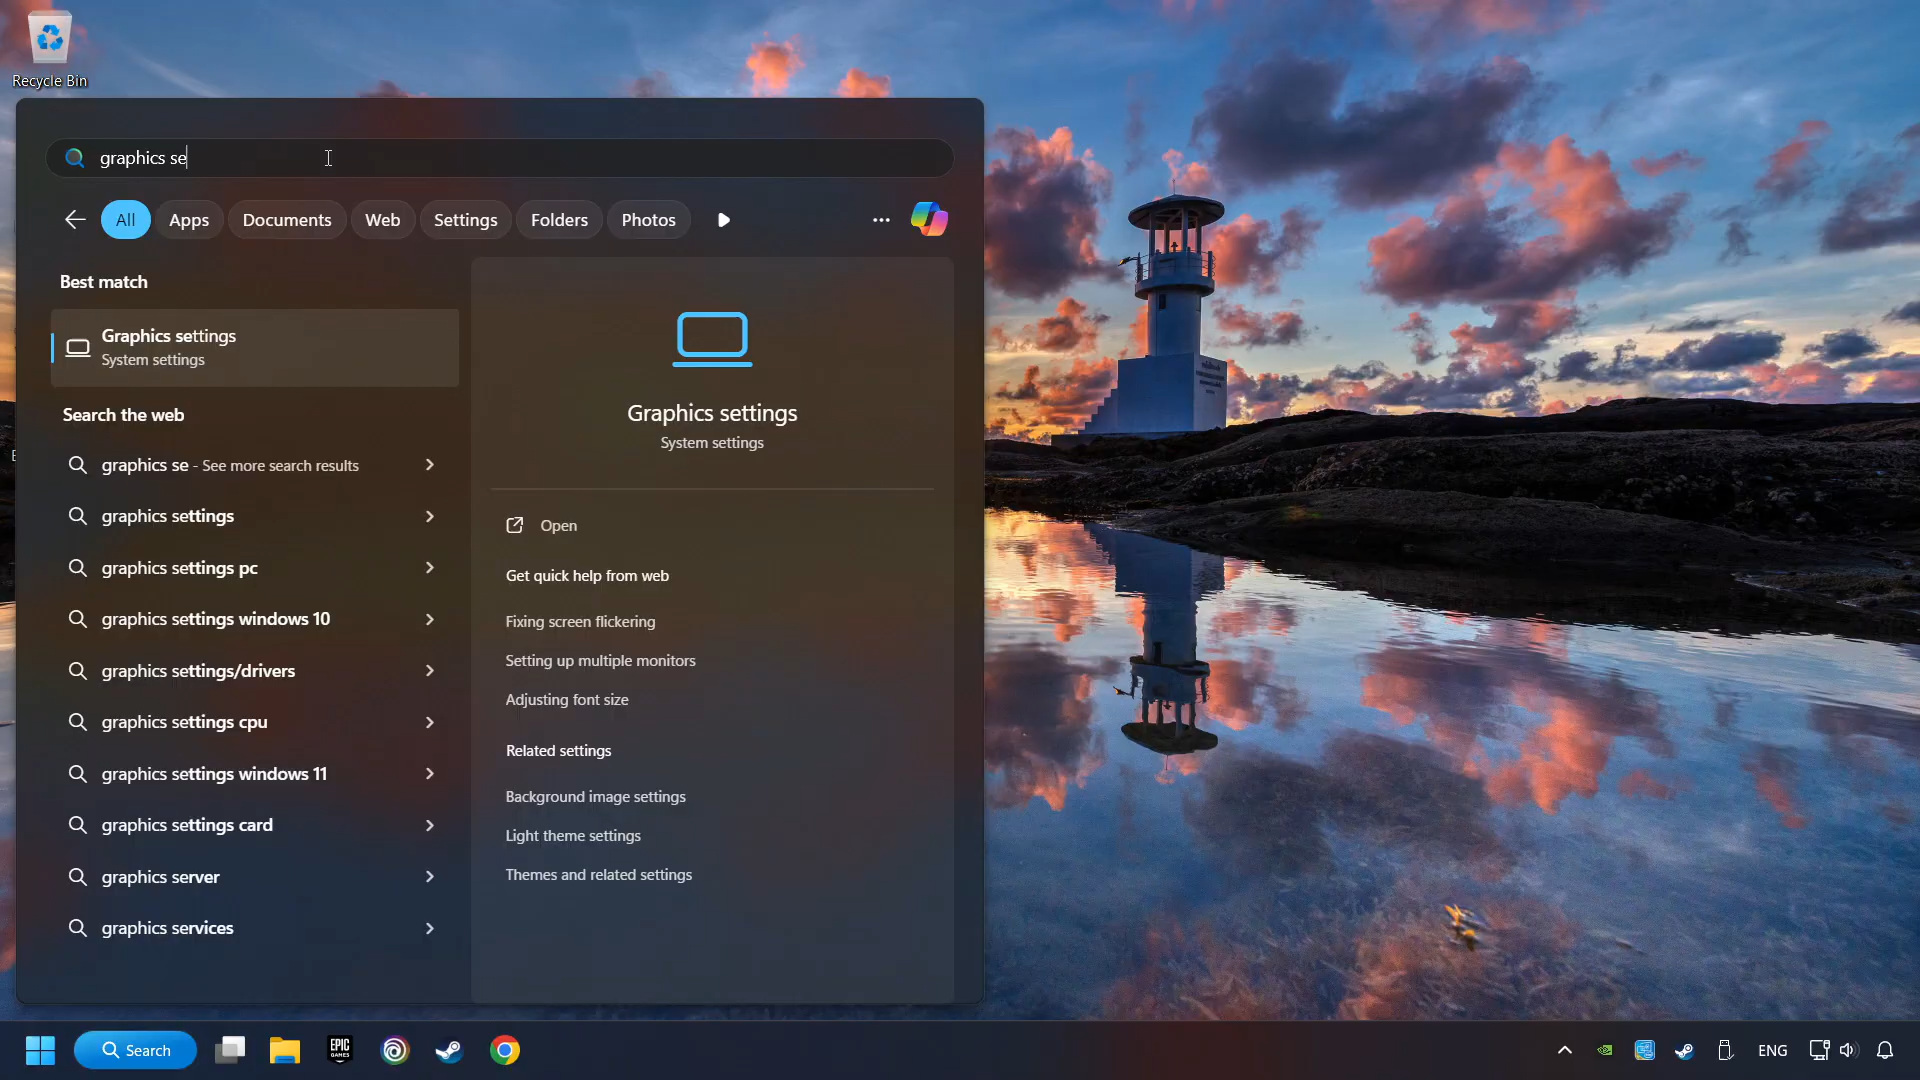 Recycle Bin
graphics se
All
Apps
Documents
Web
Settings
Folders
Photos
Best match
Graphics settings
System settings
Search the web
graphics se - See more search results
graphics settings
graphics settings pc
graphics settings windows 10
graphics settings/drivers
graphics settings cpu
graphics settings windows 11
graphics settings card
graphics server
graphics services
Graphics settings
System settings
Open
Get quick help from web
Fixing screen flickering
Setting up multiple monitors
Adjusting font size
Related settings
Background image settings
Light theme settings
Themes and related settings
Search
EPIC
GAMES
ENG